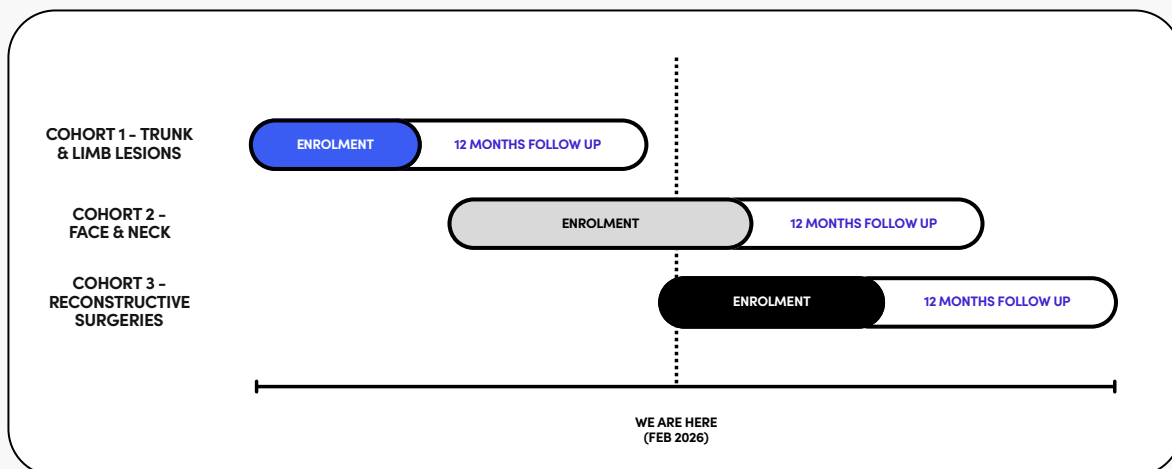 COHORT 1 - TRUNK
& LIMB LESIONS
ENROLMENT
12 MONTHS FOLLOW UP
COHORT 2 -
FACE & NECK
ENROLMENT
12 MONTHS FOLLOW UP
COHORT 3 -
RECONSTRUCTIVE
SURGERIES
ENROLMENT
12 MONTHS FOLLOW UP
WE ARE HERE
(FEB 2026)